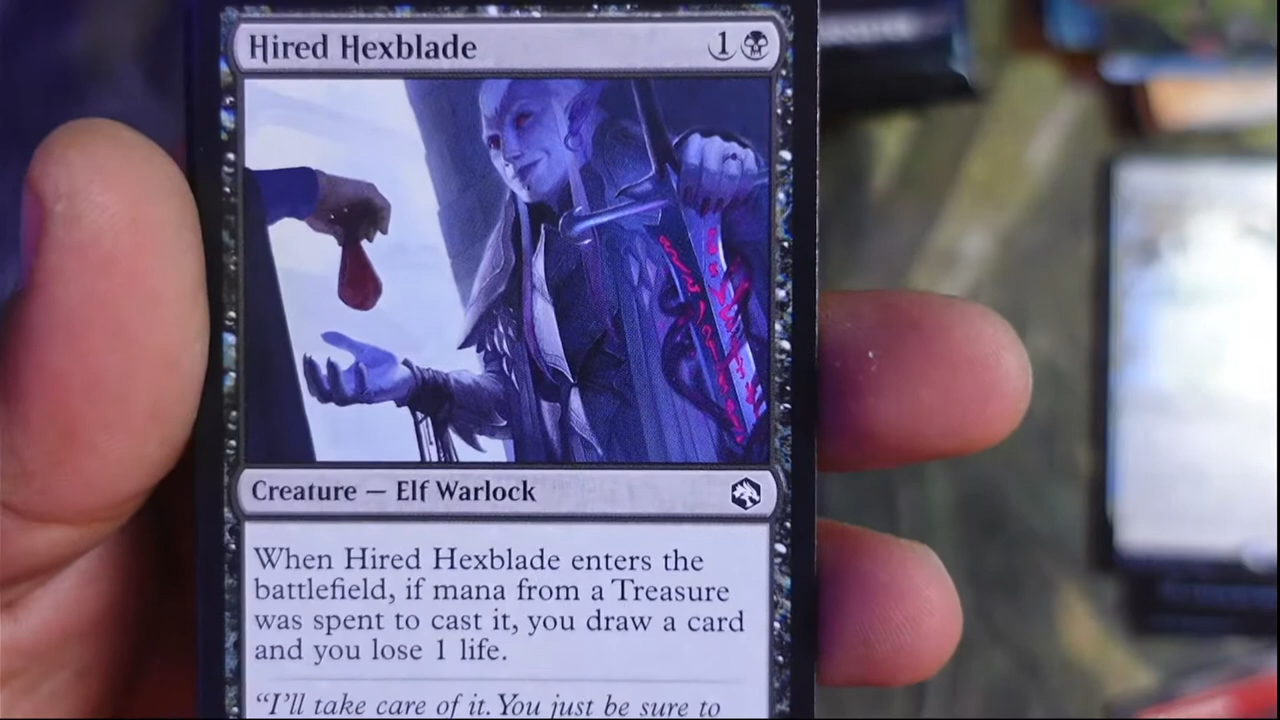 Hired Hexblade 1
Creature — Elf Warlock
When Hired Hexblade enters the
battlefield, if mana from a Treasure
was spent to cast it, you draw a card
and you lose 1 life.
“I’ll take care of it. You just be sure to